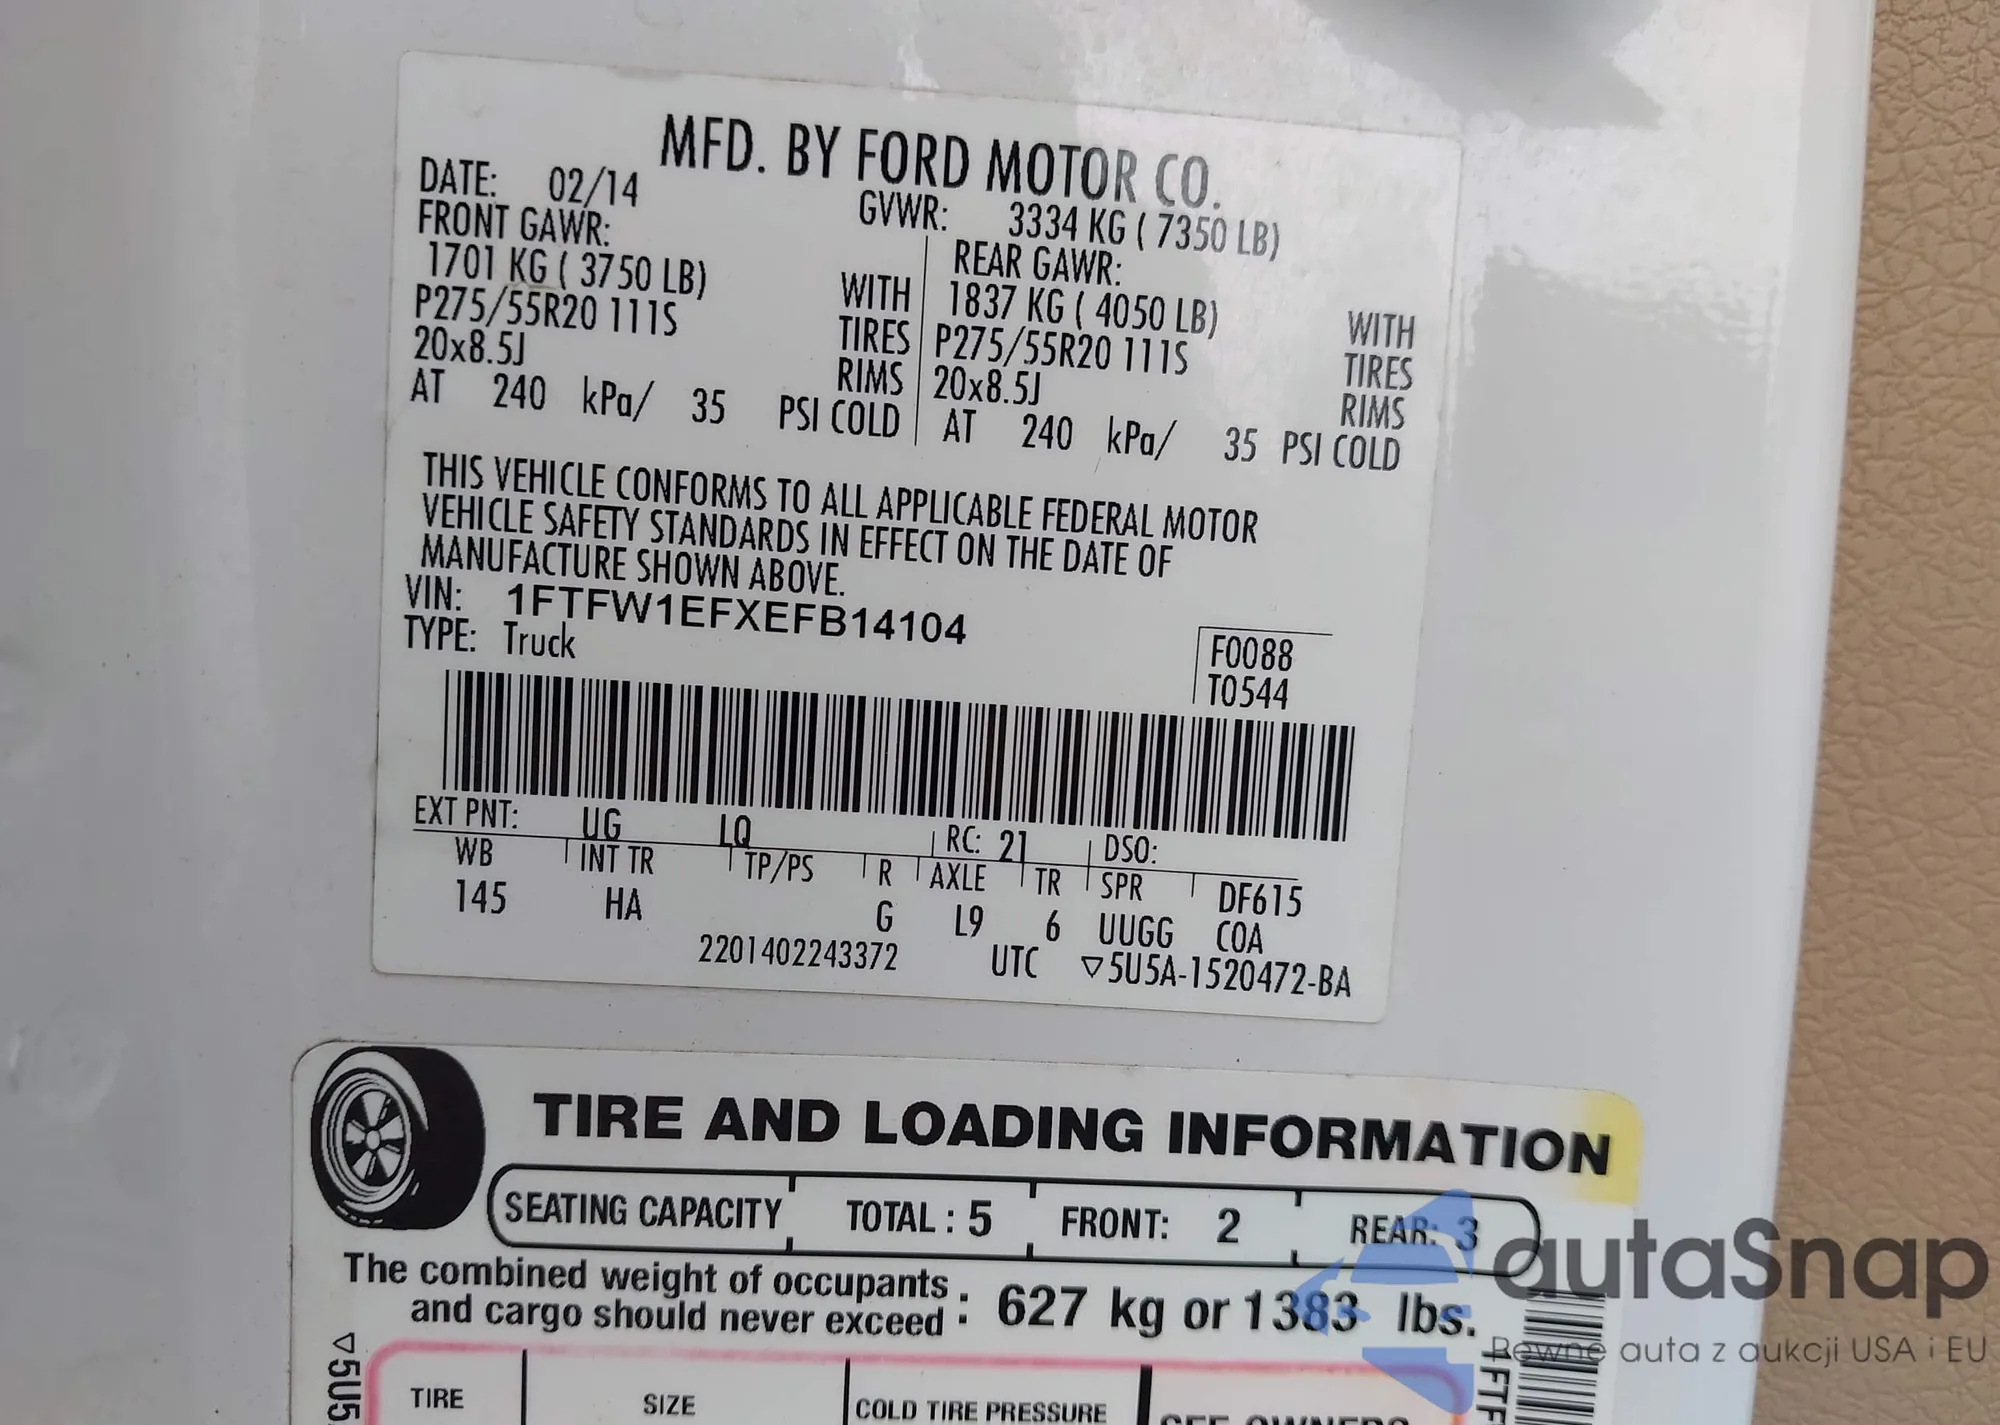 MFD. BY FORD MOTOR CO.
DATE: 02/14 GVWR: 3334 KG ( 7350 LB)
FRONT GAWR: REAR GAWR:
1701 KG ( 3750 LB) WITH 1837 KG ( 4050 LB) WITH
P275/55R20 111S TIRES P275/55R20 111S TIRES
20x8.5J RIMS 20x8.5J RIMS
AT 240 kPa/ 35 PSI COLD AT 240 kPa/ 35 PSI COLD
THIS VEHICLE CONFORMS TO ALL APPLICABLE FEDERAL MOTOR
VEHICLE SAFETY STANDARDS IN EFFECT ON THE DATE OF
MANUFACTURE SHOWN ABOVE.
VIN: 1FTFW1EFXEFB14104
TYPE: Truck
F0088
T0544
EXT PNT: UG LQ RC: 21 DSO:
WB INT TR TP/PS R AXLE TR SPR DF615
145 HA G L9 6 UUGG COA
2201402243372 UTC ▽5U5A-1520472-BA
TIRE AND LOADING INFORMATION
SEATING CAPACITY TOTAL : 5 FRONT: 2 REAR: 3
The combined weight of occupants
and cargo should never exceed : 627 kg or 1383 lbs.
TIRE SIZE COLD TIRE PRESSURE
▽5U5
1FTF
autaSnap
Pewne auta z aukcji USA i EU